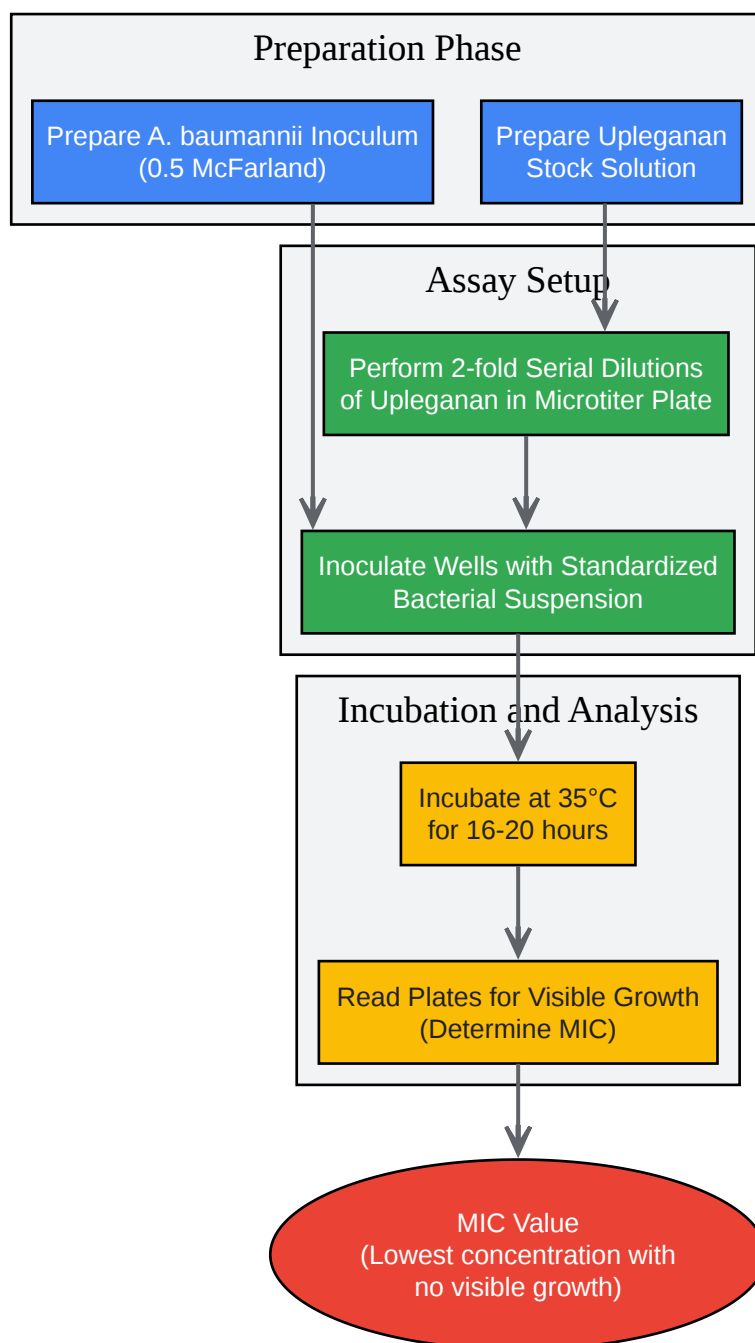 Preparation Phase
Prepare A. baumannii Inoculum
(0.5 McFarland)
Prepare Upleganan
Stock Solution
Assay Setup
Perform 2-fold Serial Dilutions
of Upleganan in Microtiter Plate
Inoculate Wells with Standardized
Bacterial Suspension
Incubation and Analysis
Incubate at 35°C
for 16-20 hours
Read Plates for Visible Growth
(Determine MIC)
MIC Value
(Lowest concentration with
no visible growth)